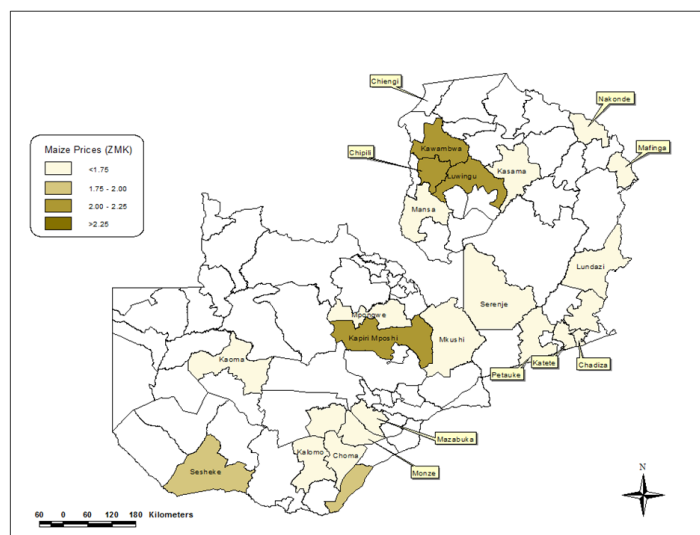 Chiengi
Nakonde
Maize Prices (ZMK)
<1.75
1.75 - 2.00
2.00 - 2.25
>2.25
Kawambwa
Mafinga
Chipili
Luwingu
Kasama
Mansa
Lundazi
Serenje
Mpongwe
Kapiri Mposhi
Mkushi
Kaoma
Katete
Chadiza
Petauke
Mazabuka
Kalomo
Choma
Sesheke
Monze
N
60 0 60 120 180 Kilometers